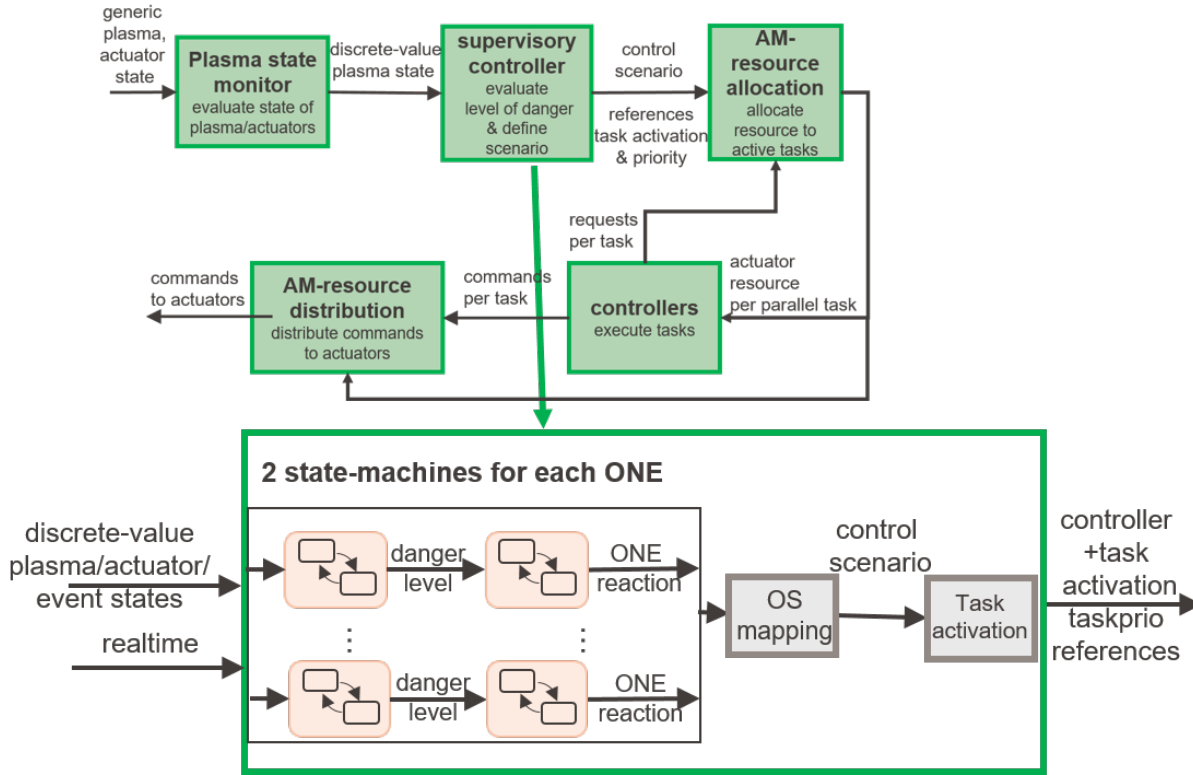 generic
plasma,
actuator
state
Plasma state
monitor
evaluate state of
plasma/actuators
discrete-value
plasma state
supervisory
controller
evaluate
level of danger
& define
scenario
control
scenario
references
task activation
& priority
AM-
resource
allocation
allocate
resource to
active tasks
requests
per task
commands
to actuators
AM-resource
distribution
distribute commands
to actuators
commands
per task
controllers
execute tasks
actuator
resource
per parallel task
2 state-machines for each ONE
discrete-value
plasma/actuator/
event states
realtime
danger
level
ONE
reaction
⋮
⋮
danger
level
ONE
reaction
OS
mapping
control
scenario
Task
activation
controller
+task
activation
taskprio
references